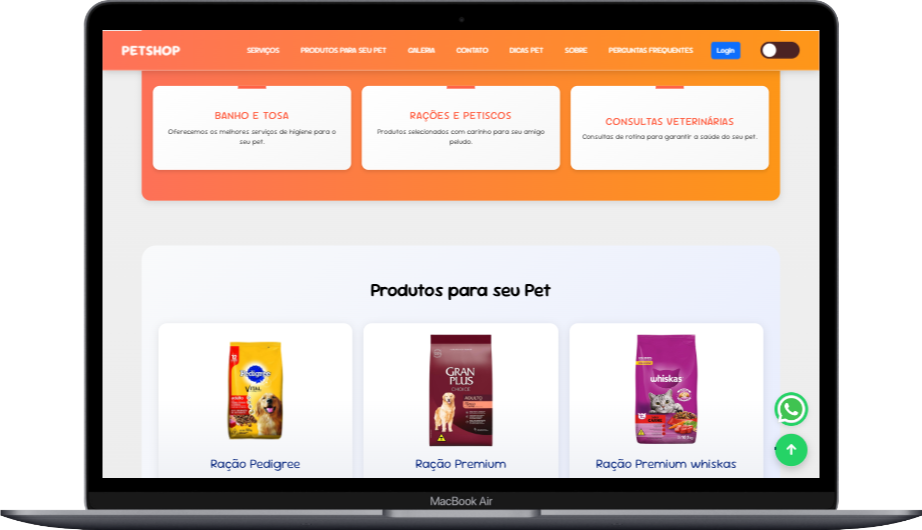 PETSHOP SERVIÇOS PRODUTOS PARA SEU PET GALERIA CONTATO DICAS PET SOBRE PERGUNTAS FREQUENTES Login
BANHO E TOSA
Oferecemos os melhores serviços de higiene para o
seu pet.
RAÇÕES E PETISCOS
Produtos selecionados com carinho para seu amigo
peludo.
CONSULTAS VETERINÁRIAS
Consultas de rotina para garantir a saúde do seu pet.
Produtos para seu Pet
Pedigree
Ração Pedigree
GRAN
PLUS
CHOICE
ADULTO
Ração Premium
whiskas
Ração Premium whiskas
MacBook Air